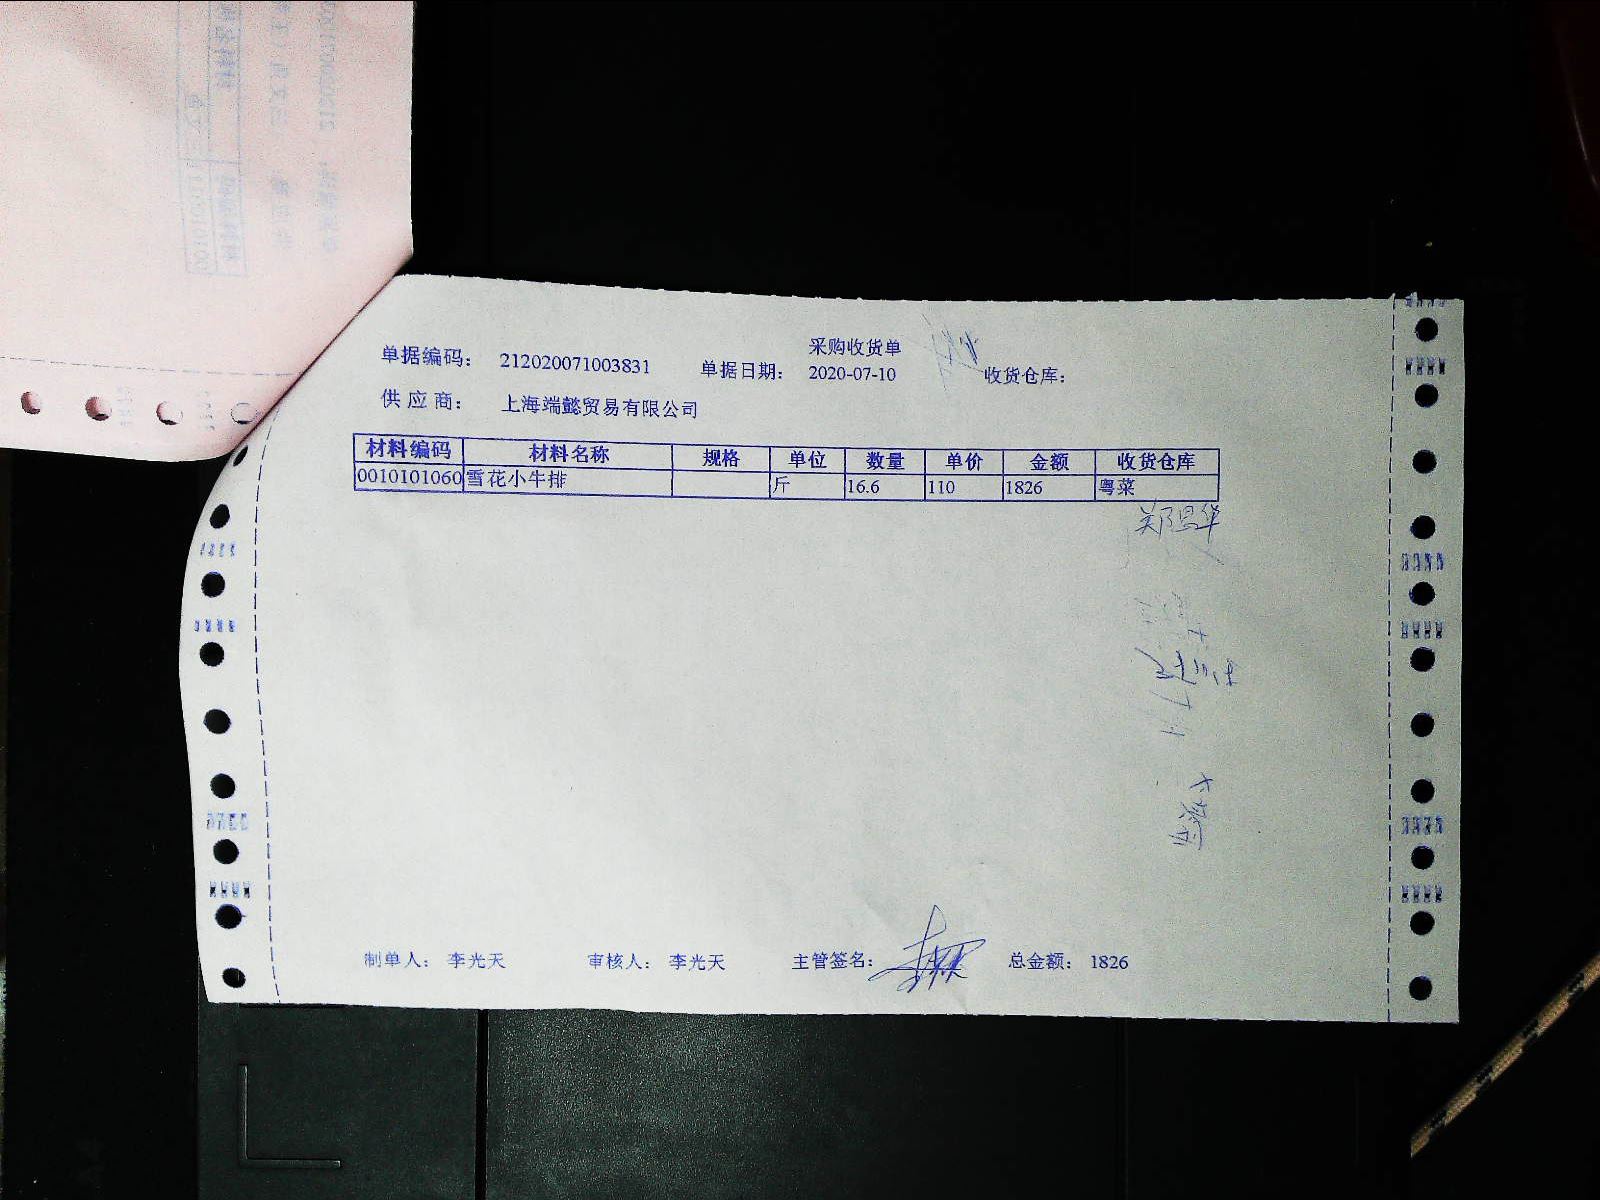 采购收货单
单据编码： 212020071003831 单据日期： 2020-07-10 收货仓库：
供应商： 上海端懿贸易有限公司
材料编码 材料名称 规格 单位 数量 单价 金额 收货仓库
0010101060 雪花小牛排 斤 16.6 110 1826 粤菜
制单人： 李光天 审核人： 李光天 主管签名： 总金额： 1826